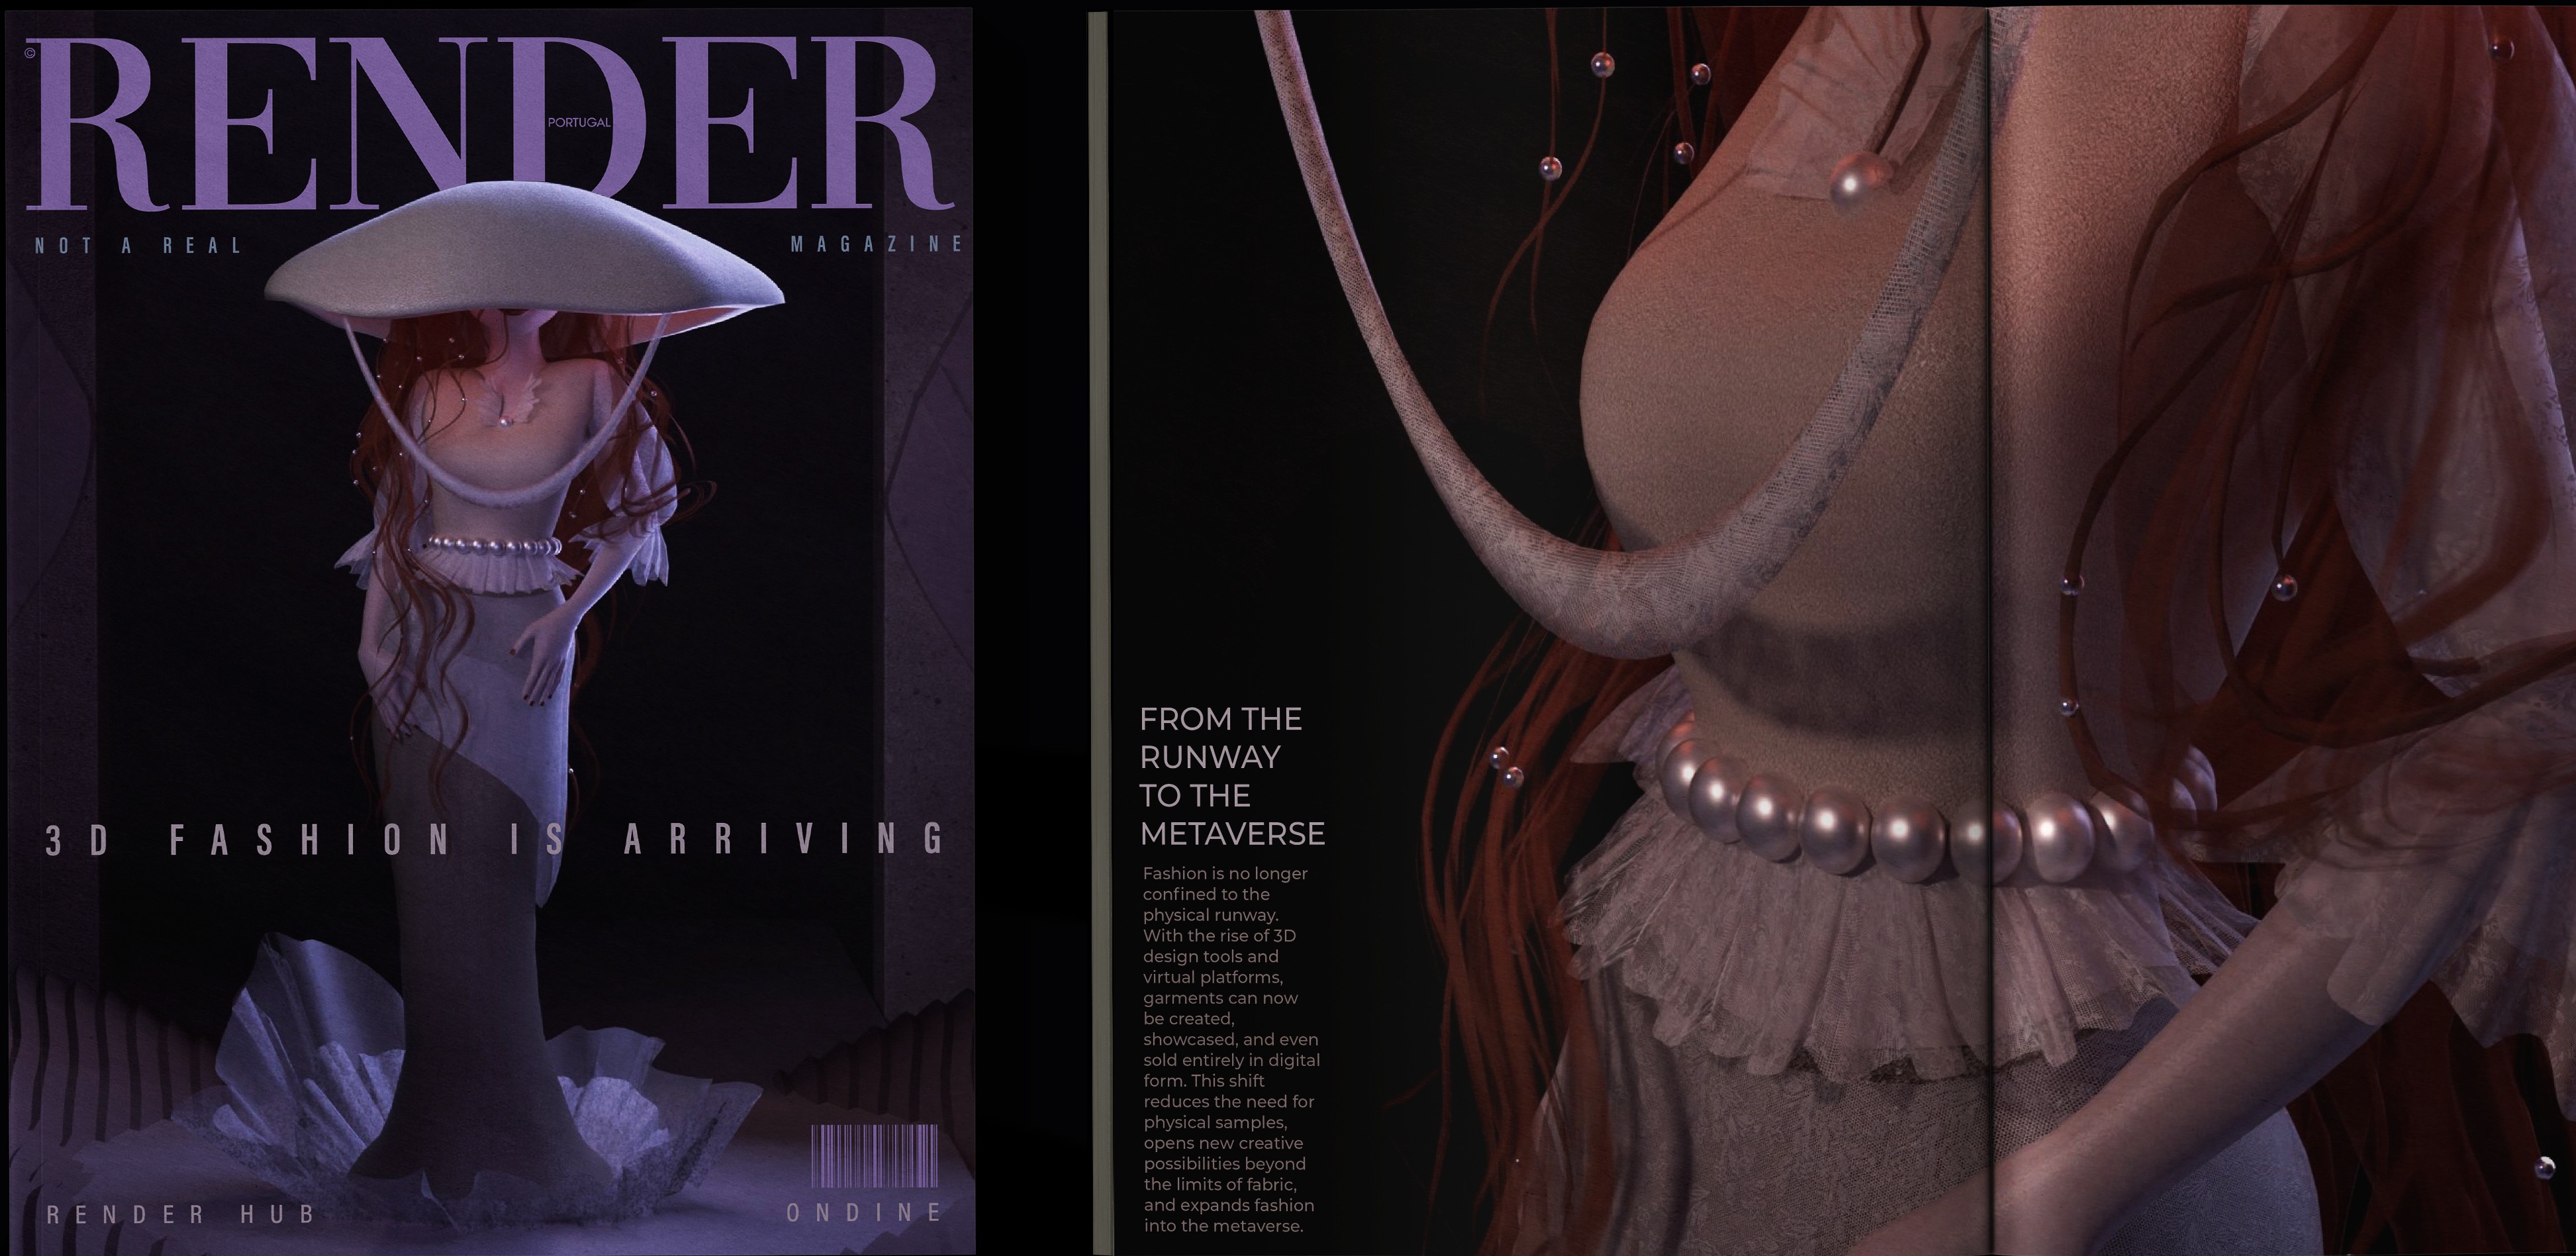 ©
RENDER
PORTUGAL
NOT A REAL MAGAZINE
3D FASHION IS ARRIVING
RENDER HUB
ONDINE
FROM THE
RUNWAY
TO THE
METAVERSE
Fashion is no longer
confined to the
physical runway.
With the rise of 3D
design tools and
virtual platforms,
garments can now
be created,
showcased, and even
sold entirely in digital
form. This shift
reduces the need for
physical samples,
opens new creative
possibilities beyond
the limits of fabric,
and expands fashion
into the metaverse.